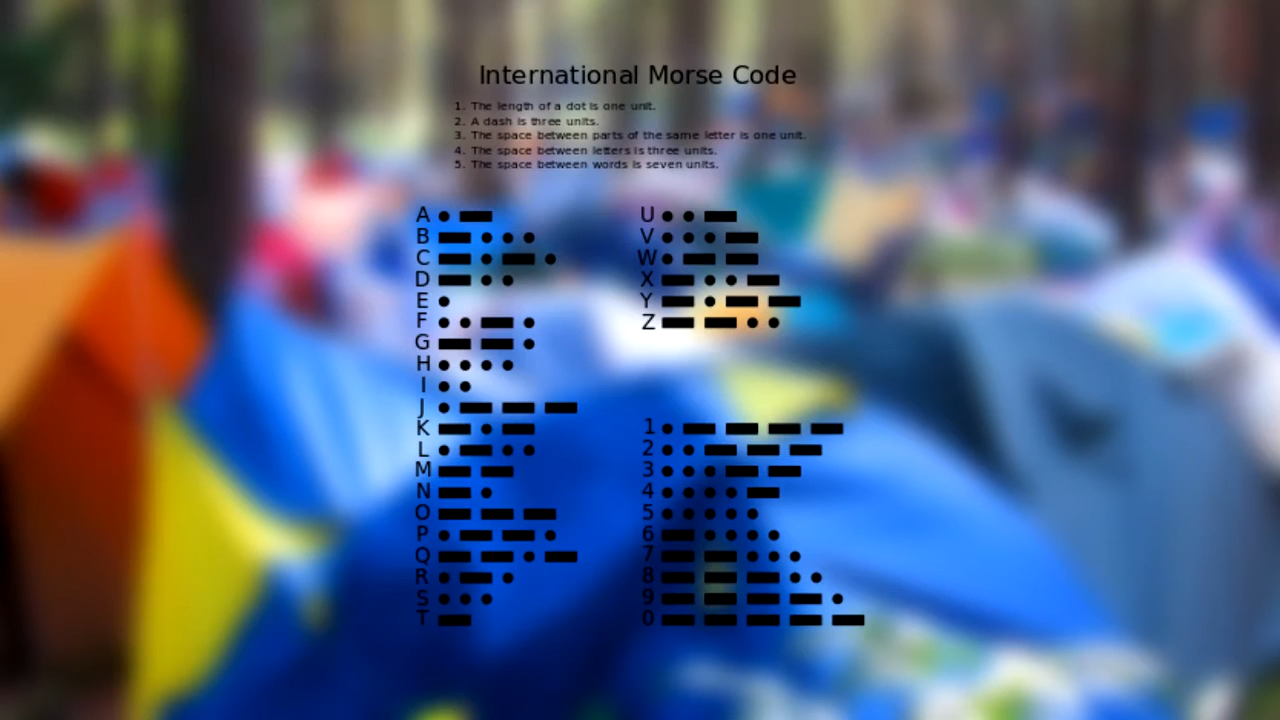 International Morse Code
1. The length of a dot is one unit.
2. A dash is three units.
3. The space between parts of the same letter is one unit.
4. The space between letters is three units.
5. The space between words is seven units.
A
B
C
D
E
F
G
H
I
J
K
L
M
N
O
P
Q
R
S
T
U
V
W
X
Y
Z
1
2
3
4
5
6
7
8
9
0